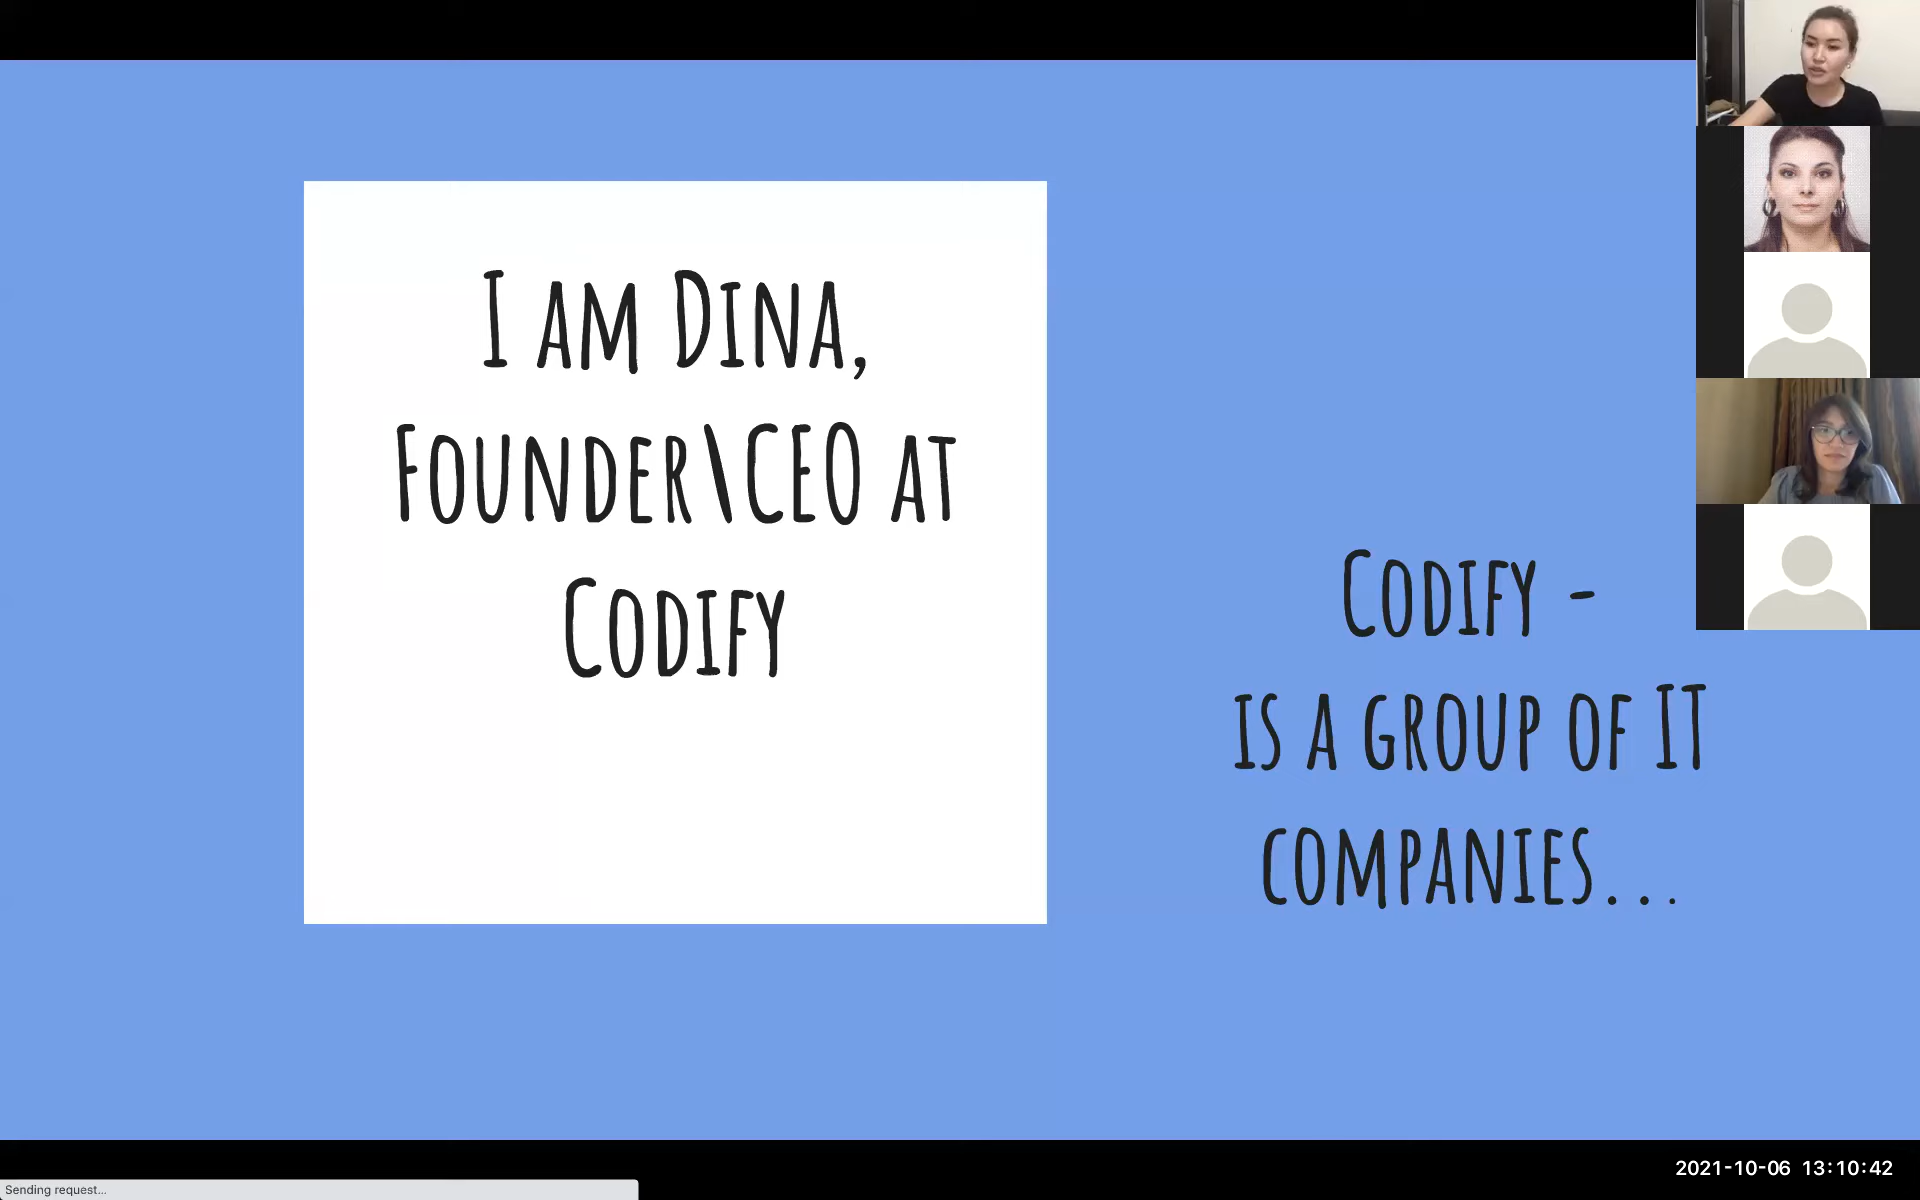 I am Dina,
Founder\CEO at
Codify
Codify -
is a group of IT
companies...
2021-10-06 13:10:42
Sending request...